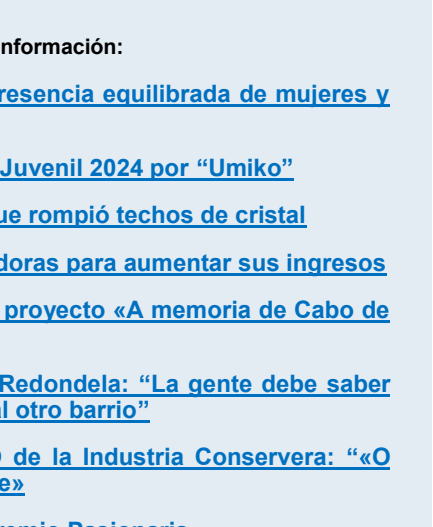 nformación:
resencia equilibrada de mujeres y
Juvenil 2024 por “Umiko”
ue rompió techos de cristal
doras para aumentar sus ingresos
proyecto «A memoria de Cabo de
Redondela: “La gente debe saber
l otro barrio”
de la Industria Conservera: “«O
e»